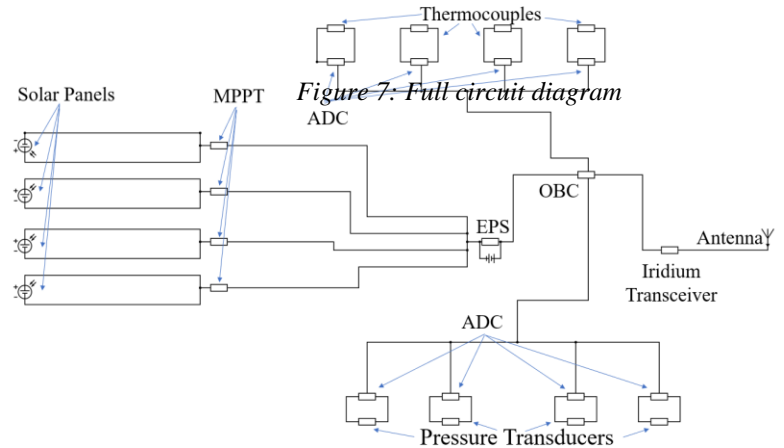 Thermocouples
Figure 7: Full circuit diagram
Solar Panels
MPPT
ADC
OBC
EPS
Antenna
Iridium
Transceiver
ADC
Pressure Transducers